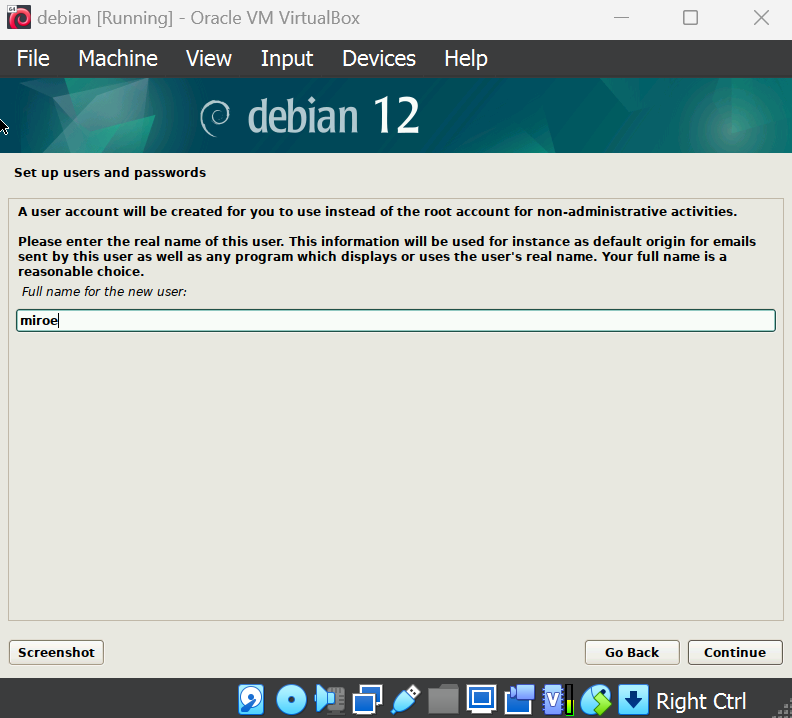 debian [Running] - Oracle VM VirtualBox
File Machine View Input Devices Help
debian 12
Set up users and passwords
A user account will be created for you to use instead of the root account for non-administrative activities.
Please enter the real name of this user. This information will be used for instance as default origin for emails
sent by this user as well as any program which displays or uses the user's real name. Your full name is a
reasonable choice.
Full name for the new user:
miroe
Screenshot Go Back Continue
V Right Ctrl